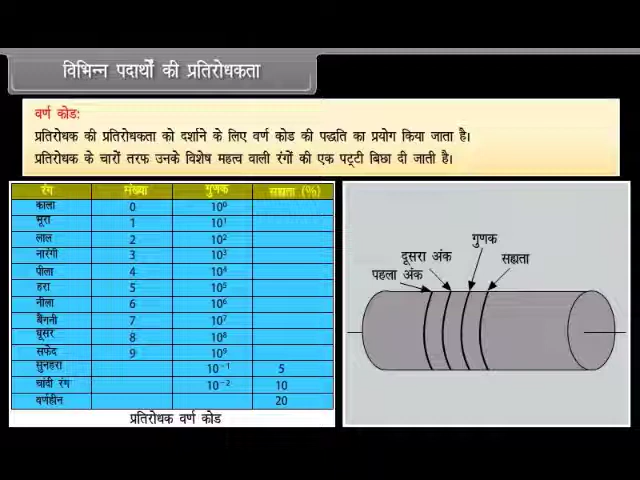 विभिन्न पदार्थों की प्रतिरोधकता
वर्ण कोड:
प्रतिरोधक की प्रतिरोधकता को दर्शाने के लिए वर्ण कोड की पद्धति का प्रयोग किया जाता है।
प्रतिरोधक के चारों तरफ उनके विशेष महत्व वाली रंगों की एक पट्टी बिछा दी जाती है।
रंग संख्या गुणक सह्यता (%)
काला 0 10⁰
भूरा 1 10¹
लाल 2 10²
नारंगी 3 10³
पीला 4 10⁴
हरा 5 10⁵
नीला 6 10⁶
बैंगनी 7 10⁷
धूसर 8 10⁸
सफेद 9 10⁹
सुनहरा 10⁻¹ 5
चांदी रंग 10⁻² 10
वर्णहीन 20
प्रतिरोधक वर्ण कोड
गुणक
दूसरा अंक
सह्यता
पहला अंक